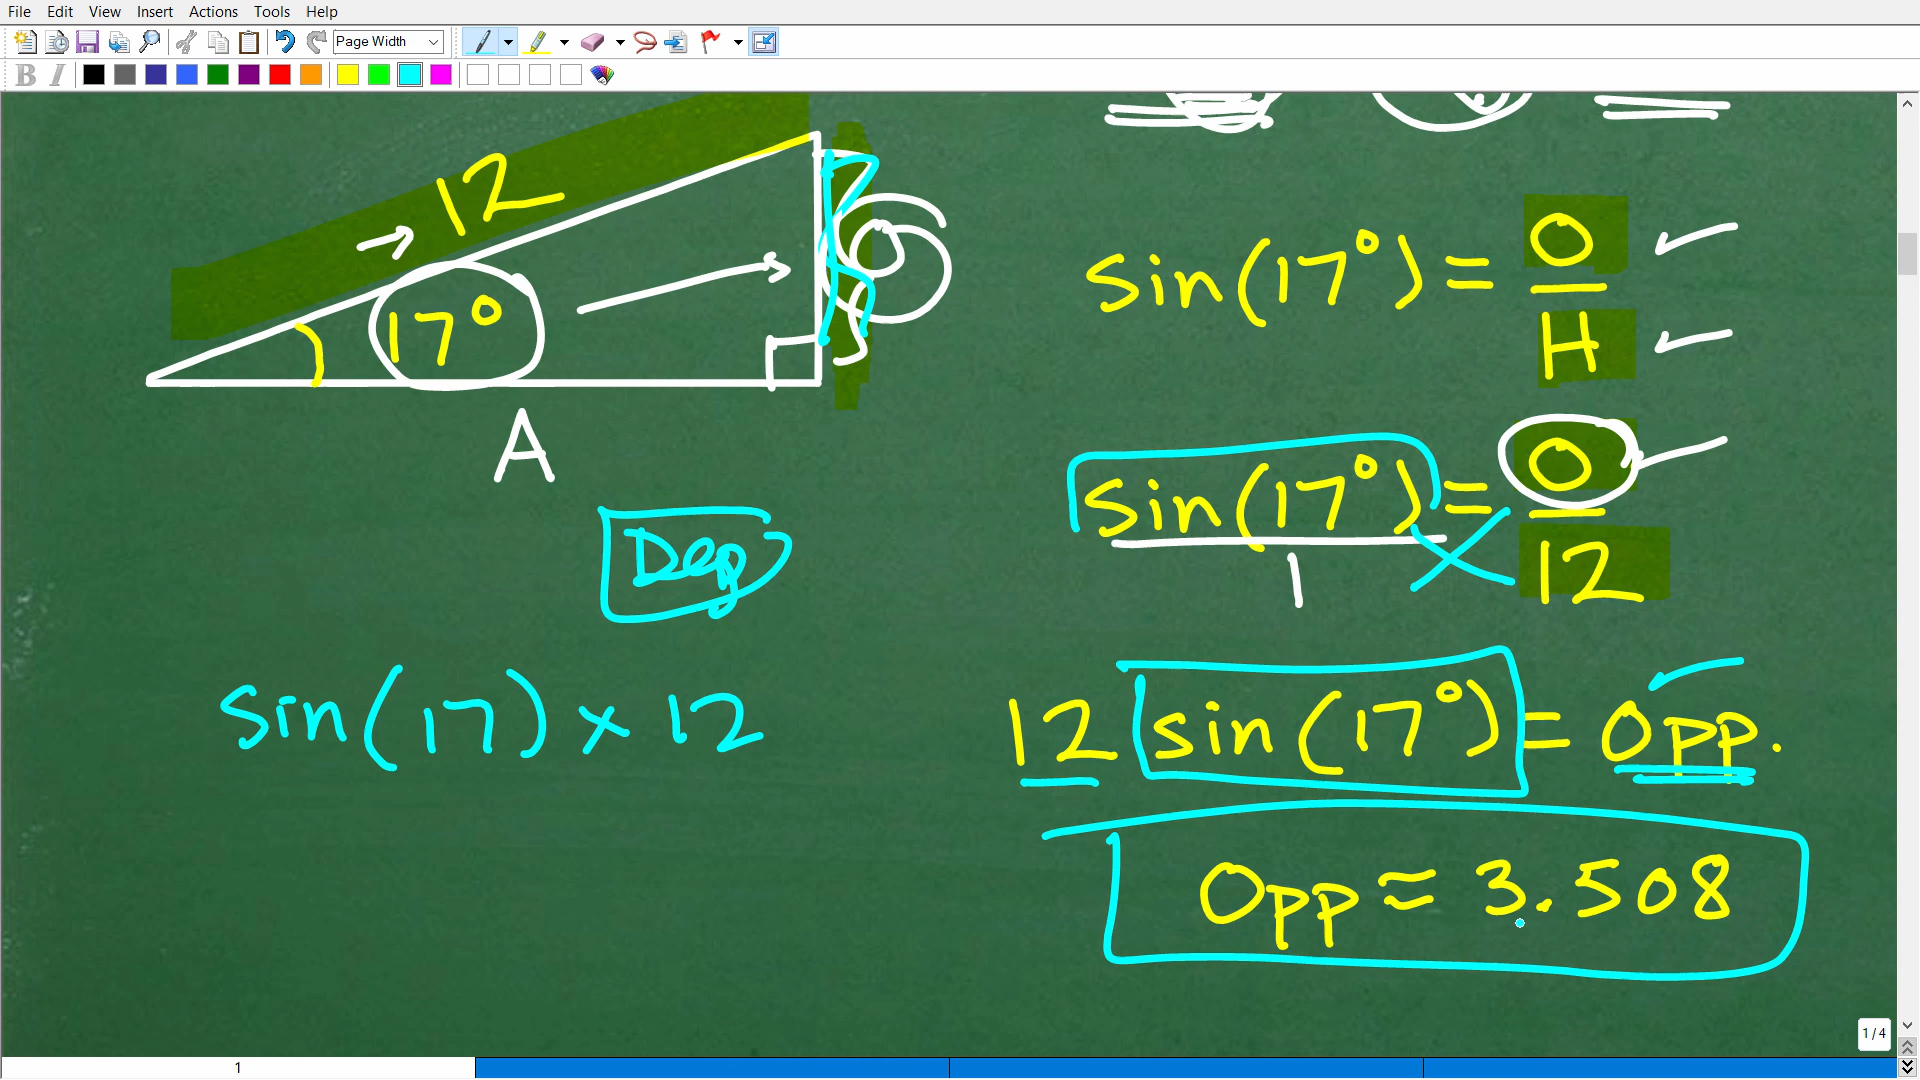 File Edit View Insert Actions Tools Help
Page Width
B I
12
17°
A
sin(17°) = O/H
sin(17°)/1 = O/12
Deg
sin(17) × 12
12 sin(17°) = Opp.
Opp ≈ 3.508
1 / 4
1